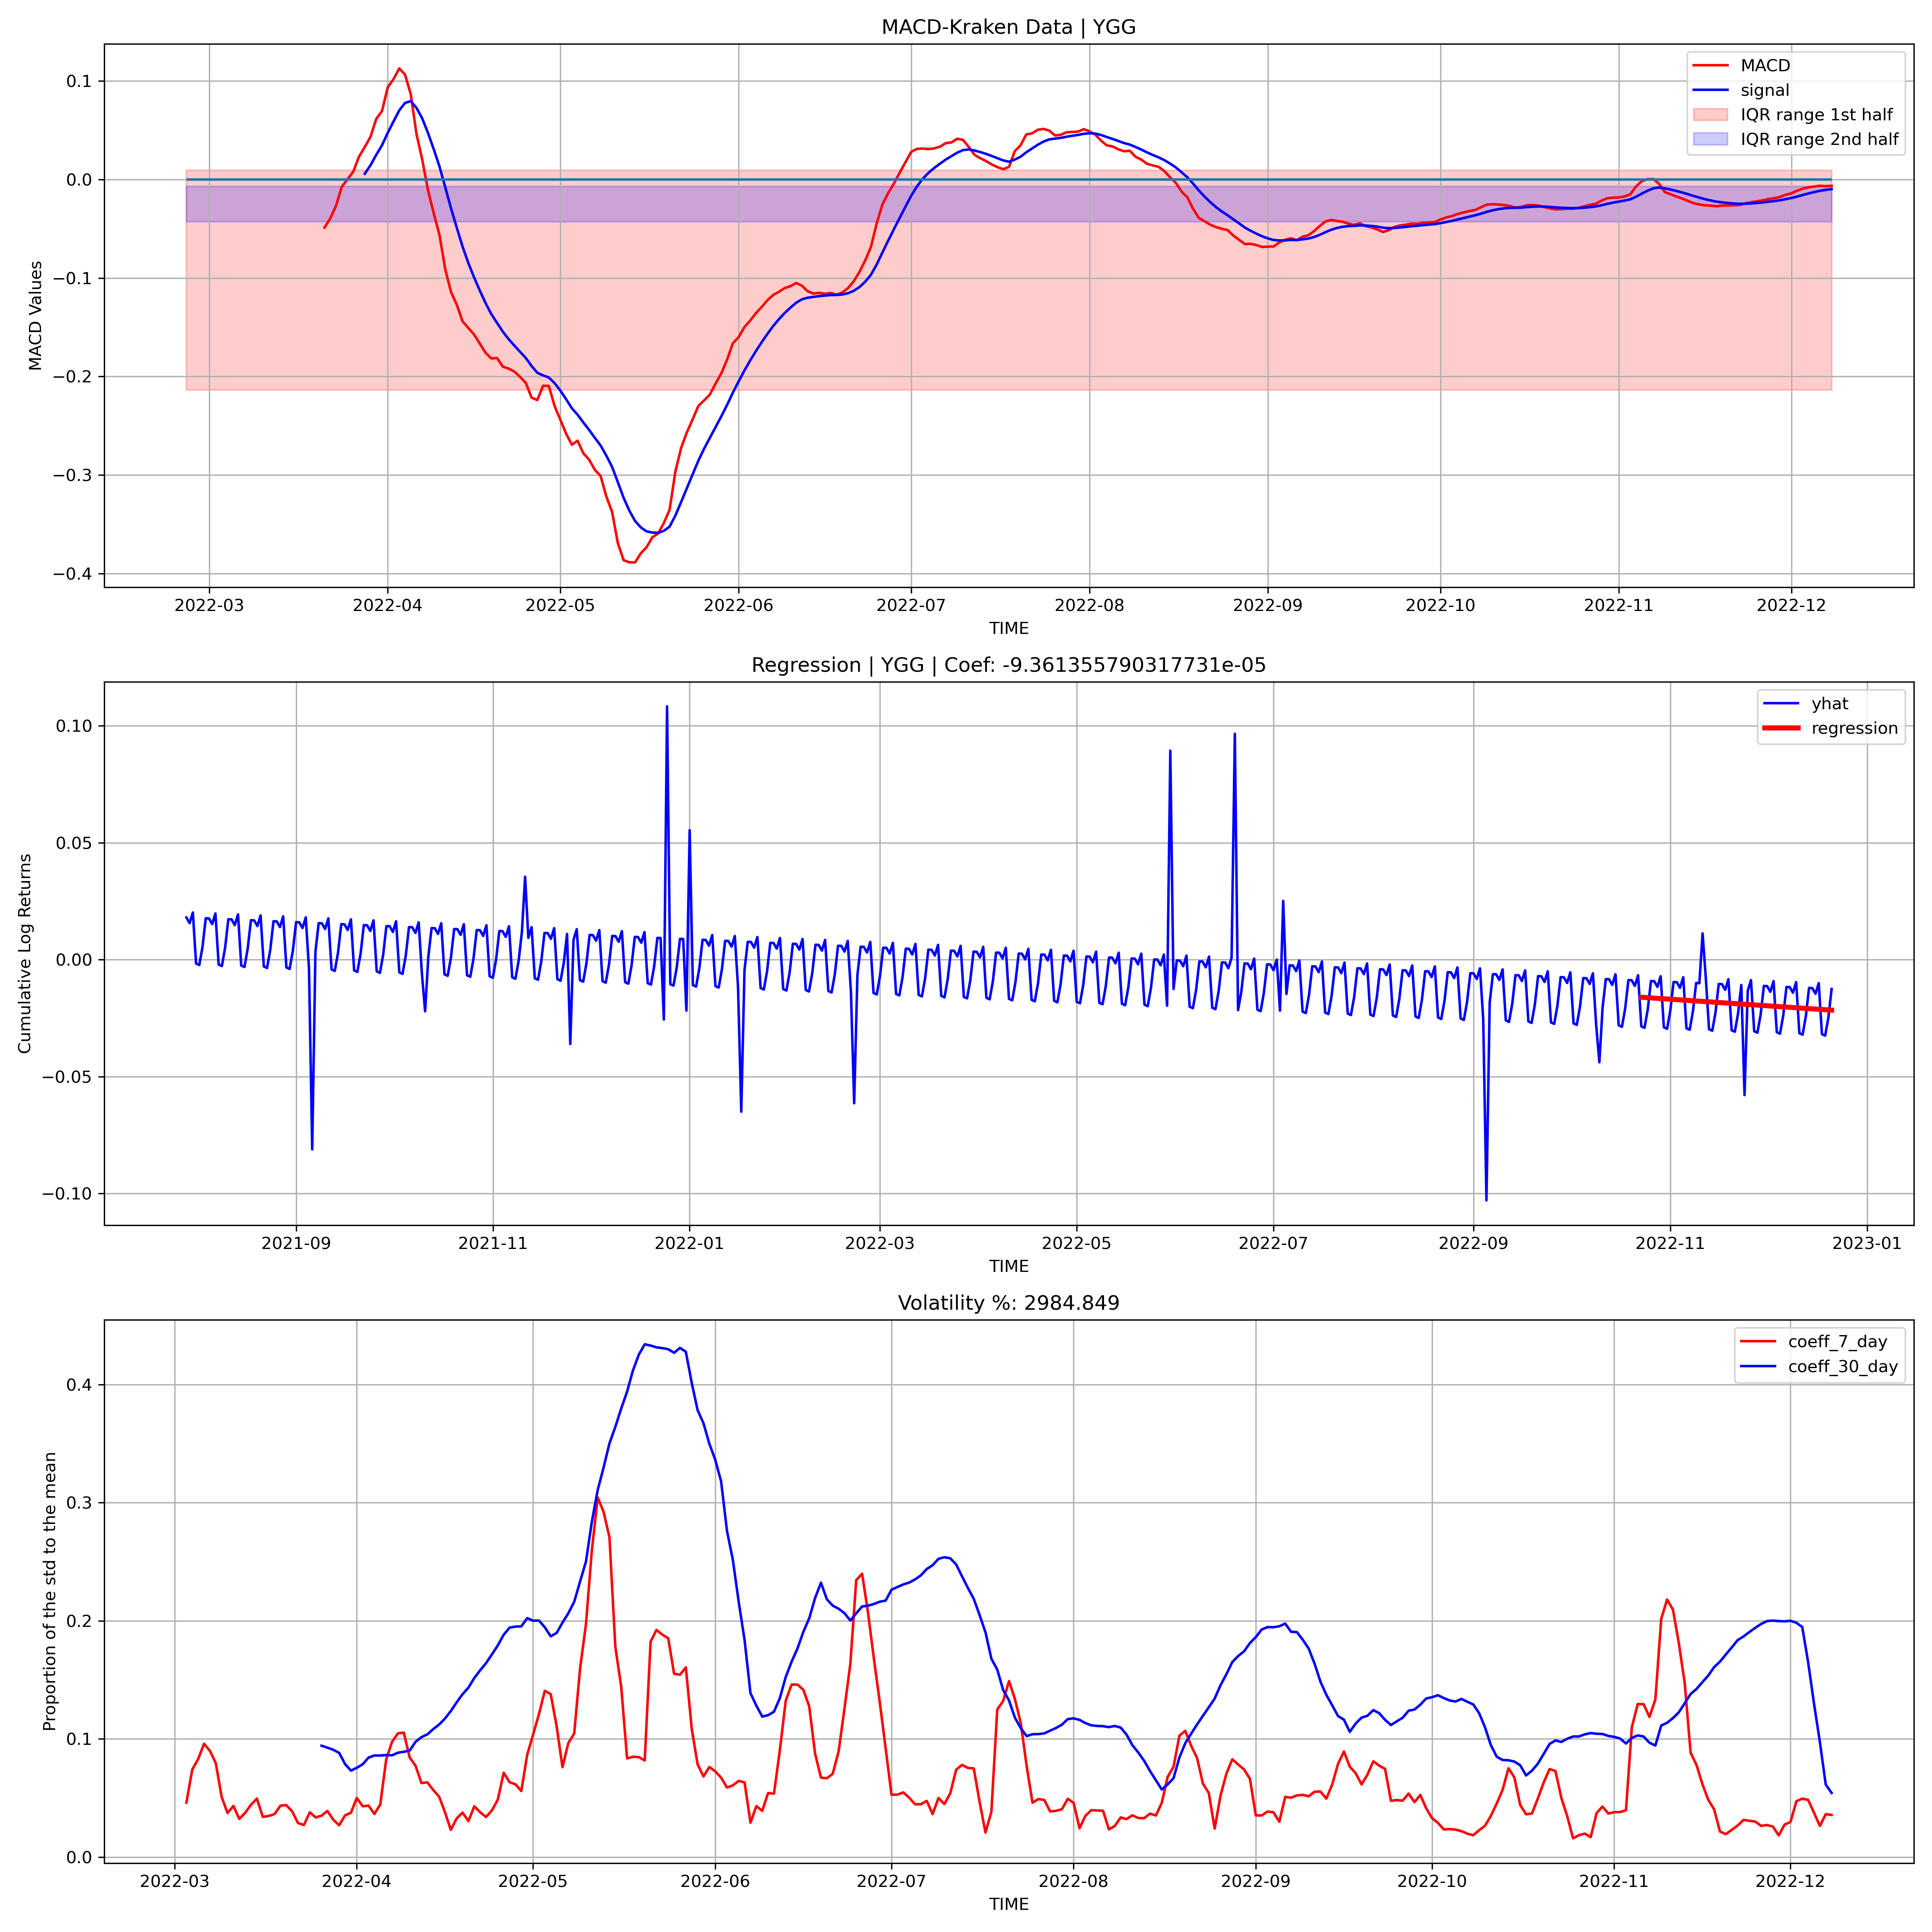 MACD-Kraken Data | YGG
MACD
signal
IQR range 1st half
IQR range 2nd half
MACD Values
0.1
0.0
−0.1
−0.2
−0.3
−0.4
2022-03 2022-04 2022-05 2022-06 2022-07 2022-08 2022-09 2022-10 2022-11 2022-12
TIME
Regression | YGG | Coef: -9.361355790317731e-05
yhat
regression
Cumulative Log Returns
0.10
0.05
0.00
−0.05
−0.10
2021-09 2021-11 2022-01 2022-03 2022-05 2022-07 2022-09 2022-11 2023-01
TIME
Volatility %: 2984.849
coeff_7_day
coeff_30_day
Proportion of the std to the mean
0.4
0.3
0.2
0.1
0.0
2022-03 2022-04 2022-05 2022-06 2022-07 2022-08 2022-09 2022-10 2022-11 2022-12
TIME